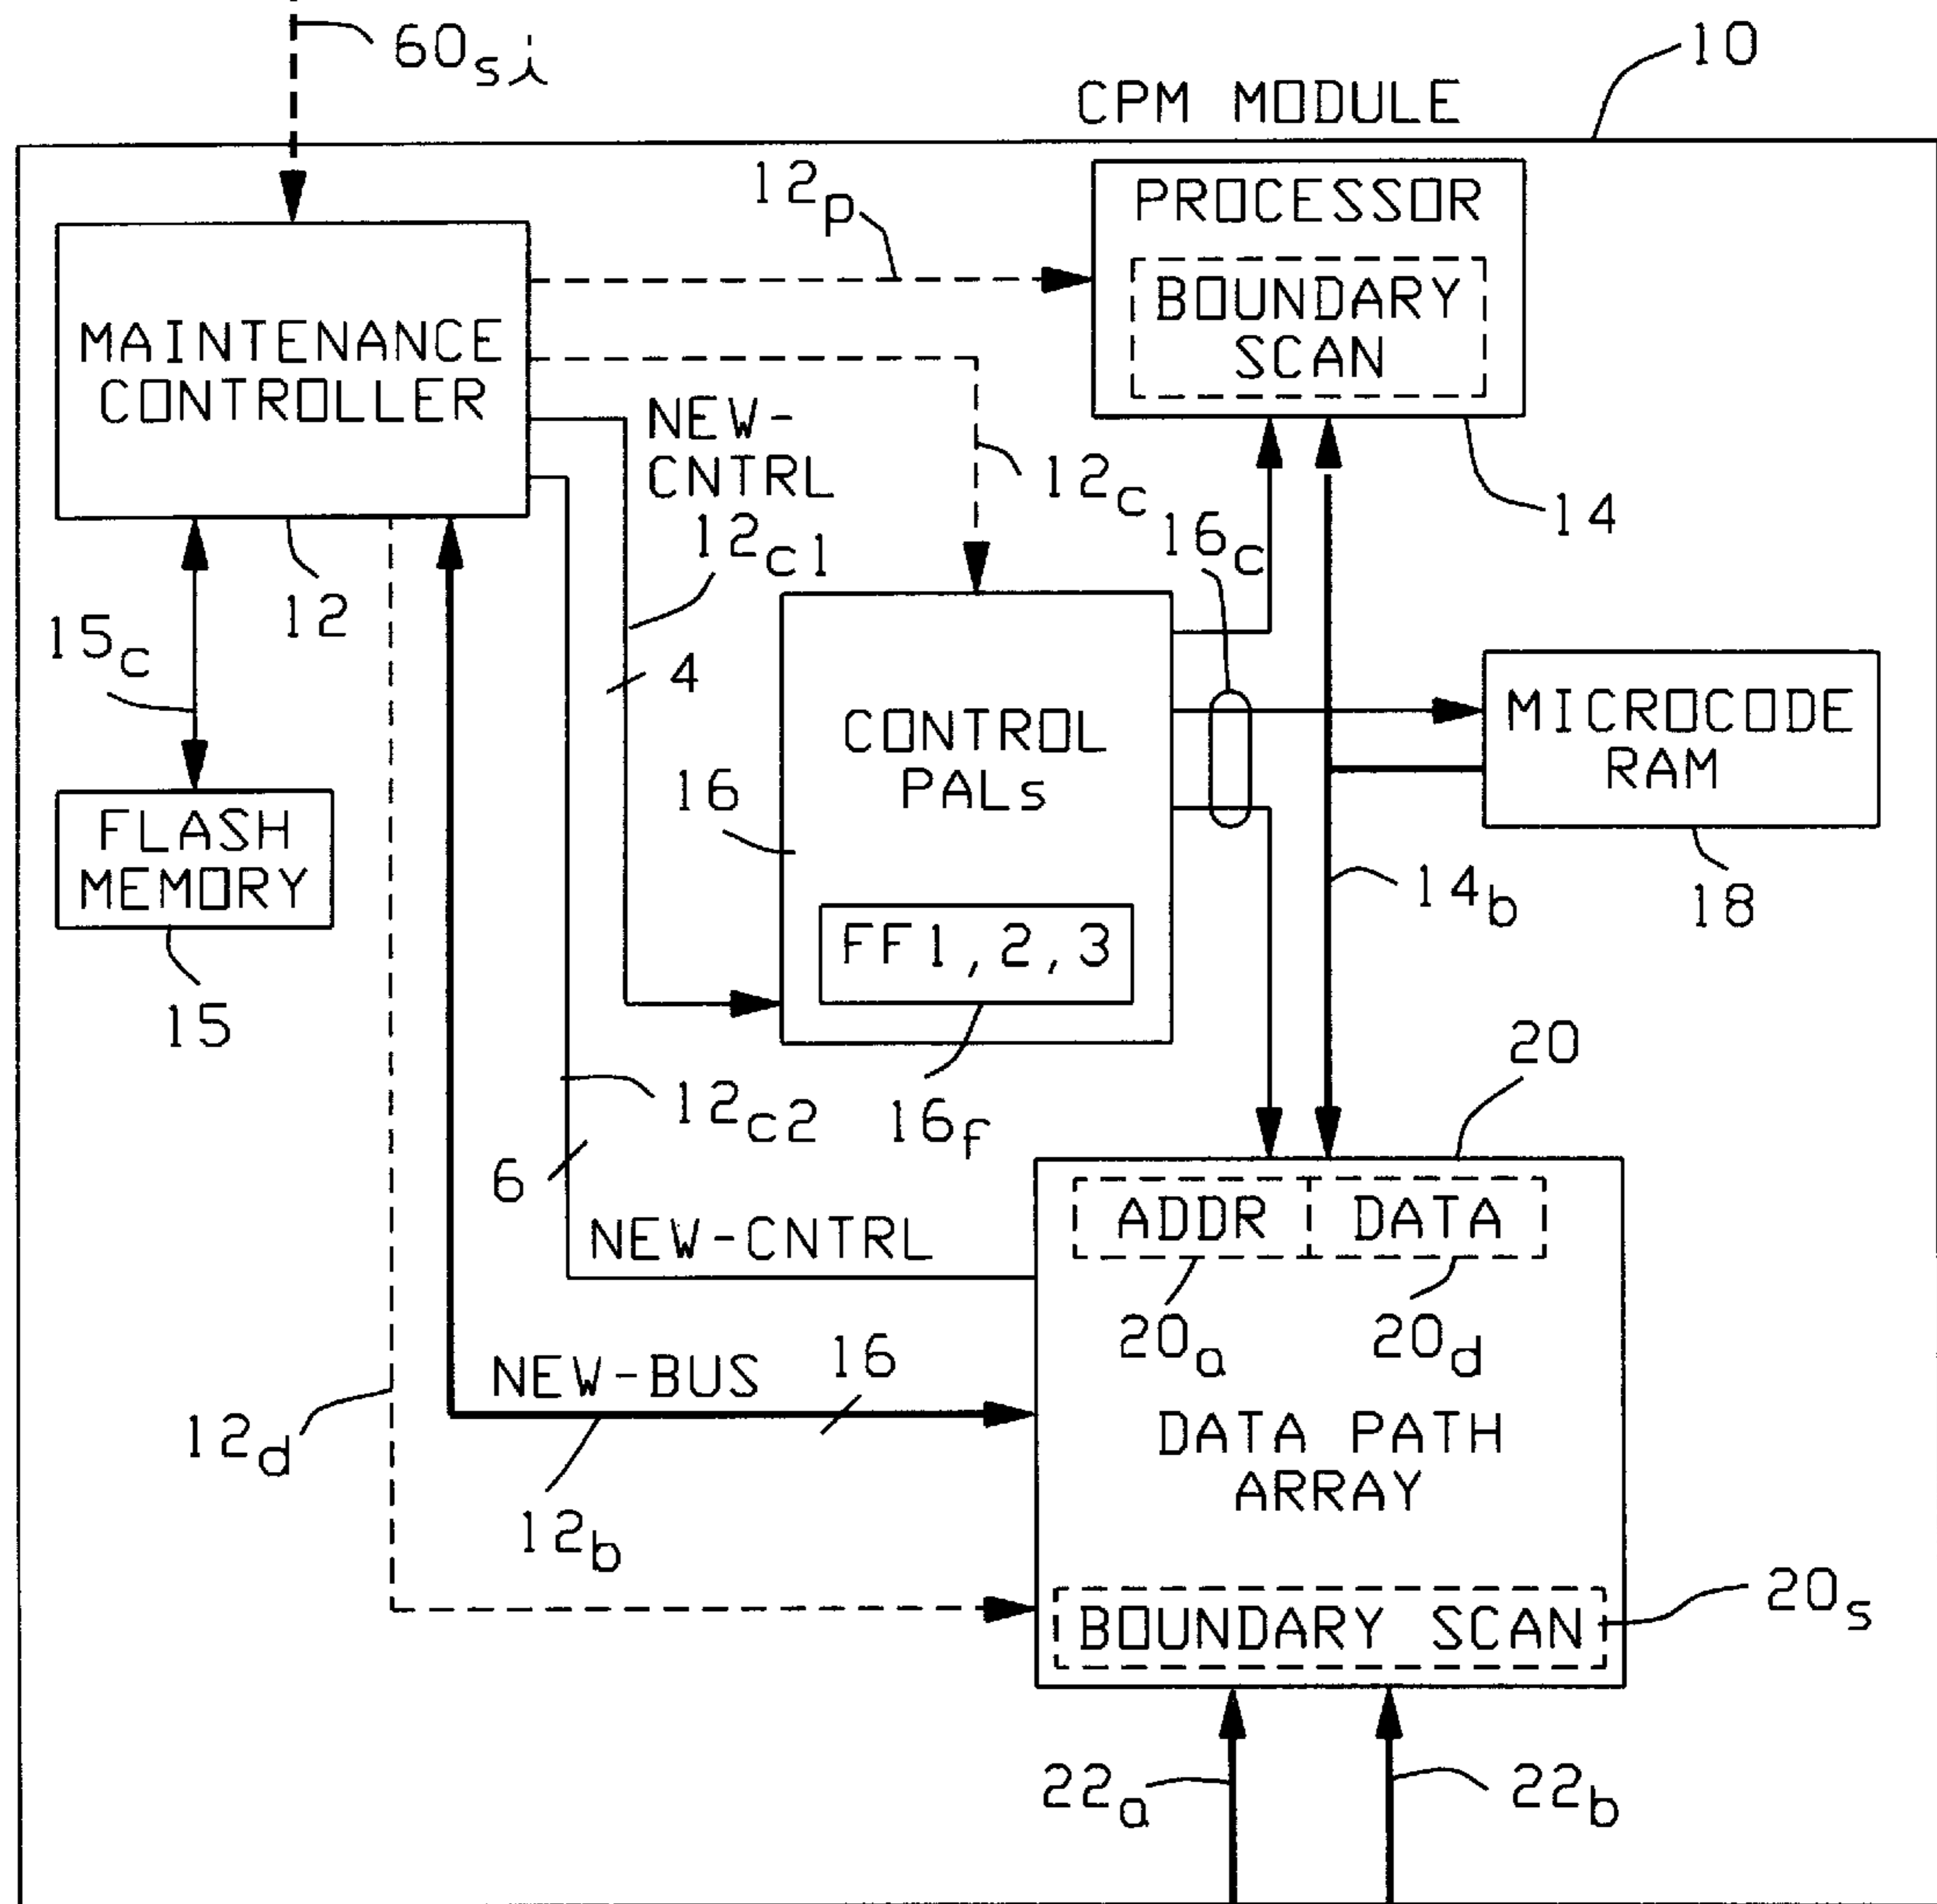 60si
10
CPM MODULE
12p
PROCESSOR
BOUNDARY
SCAN
MAINTENANCE
CONTROLLER
NEW-
CNTRL
12c
14
12c1
16c
12
15c
4
MICROCODE
RAM
CONTROL
PALs
16
FLASH
MEMORY
14b
18
FF1,2,3
15
20
12c2
16f
6
ADDR
DATA
NEW-CNTRL
20a
20d
NEW-BUS
16
12d
DATA PATH
ARRAY
12b
20s
BOUNDARY SCAN
22a
22b